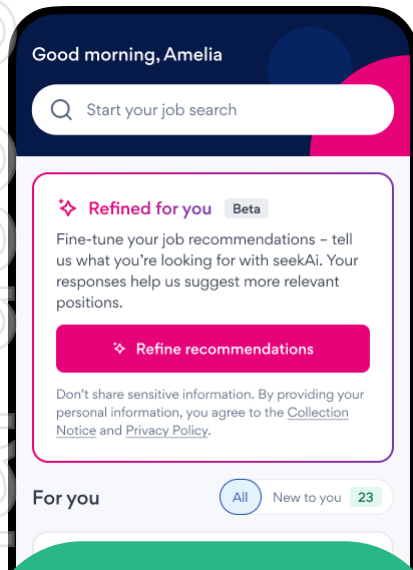 Good morning, Amelia
Start your job search
Refined for you Beta
Fine-tune your job recommendations – tell
us what you're looking for with seekAi. Your
responses help us suggest more relevant
positions.
Refine recommendations
Don't share sensitive information. By providing your
personal information, you agree to the Collection
Notice and Privacy Policy.
For you All New to you 23